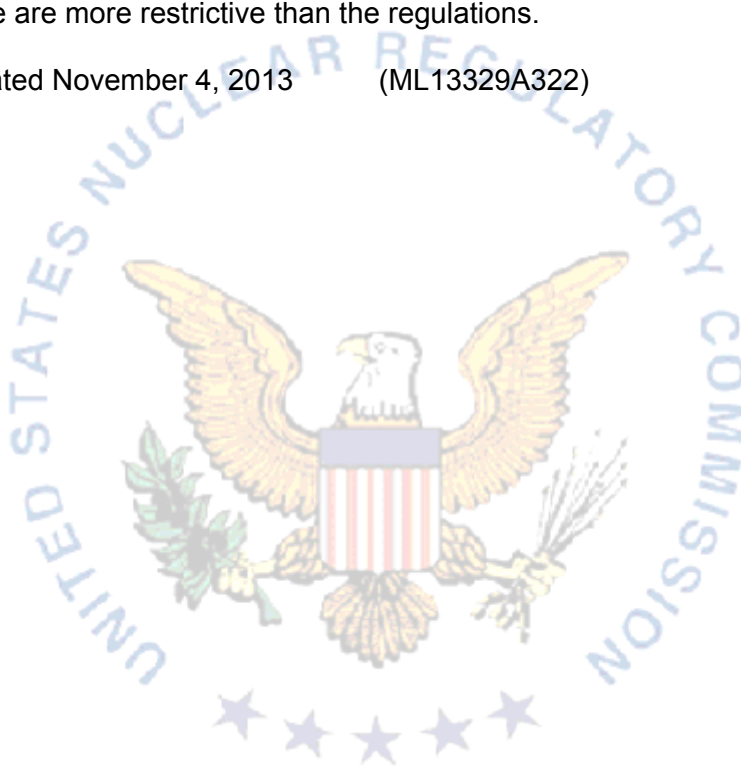 e are more restrictive than the regulations.
ated November 4, 2013 (ML13329A322)
UNITED STATES NUCLEAR REGULATORY COMMISSION